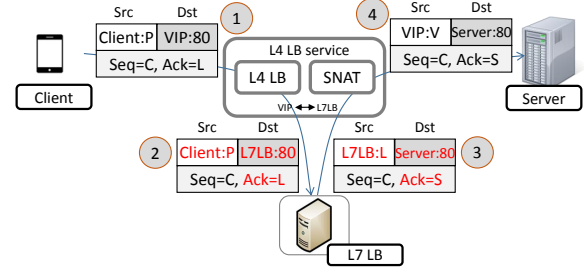 Src Dst
1
Client:P VIP:80
Seq=C, Ack=L
4
Src Dst
VIP:V Server:80
Seq=C, Ack=S
Client
L4 LB service
L4 LB SNAT
VIP L7LB
Server
2
Src Dst
Client:P L7LB:80
Seq=C, Ack=L
Src Dst
L7LB:L Server:80
Seq=C, Ack=S
3
L7 LB